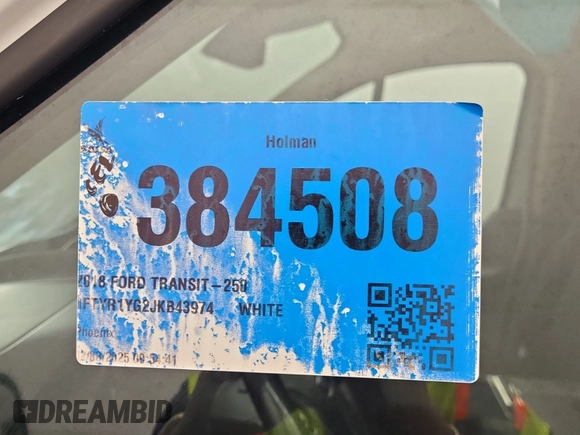 Holman
384508
2018 FORD TRANSIT-250
1FTYR1YG2JKB43974 WHITE
Phoenix
DREAMBID